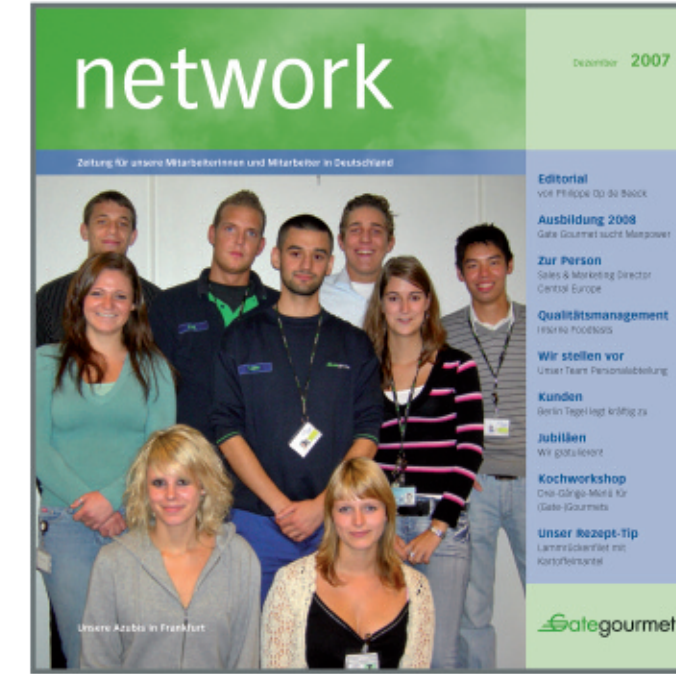 network
Dezember 2007
Zeitung für unsere Mitarbeiterinnen und Mitarbeiter in Deutschland
Editorial
von Philippe Op de Beeck
Ausbildung 2008
Gate Gourmet sucht Manpower
Zur Person
Sales & Marketing Director
Central Europe
Qualitätsmanagement
Interne Foodtests
Wir stellen vor
Unser Team Personalabteilung
Kunden
Berlin Tegel legt kräftig zu
Jubiläen
Wir gratulieren!
Kochworkshop
Drei-Gänge-Menü für
(Gate-)Gourmets
Unser Rezept-Tip
Lammrückenfilet mit
Kartoffelmantel
Unsere Azubis in Frankfurt
Gategourmet